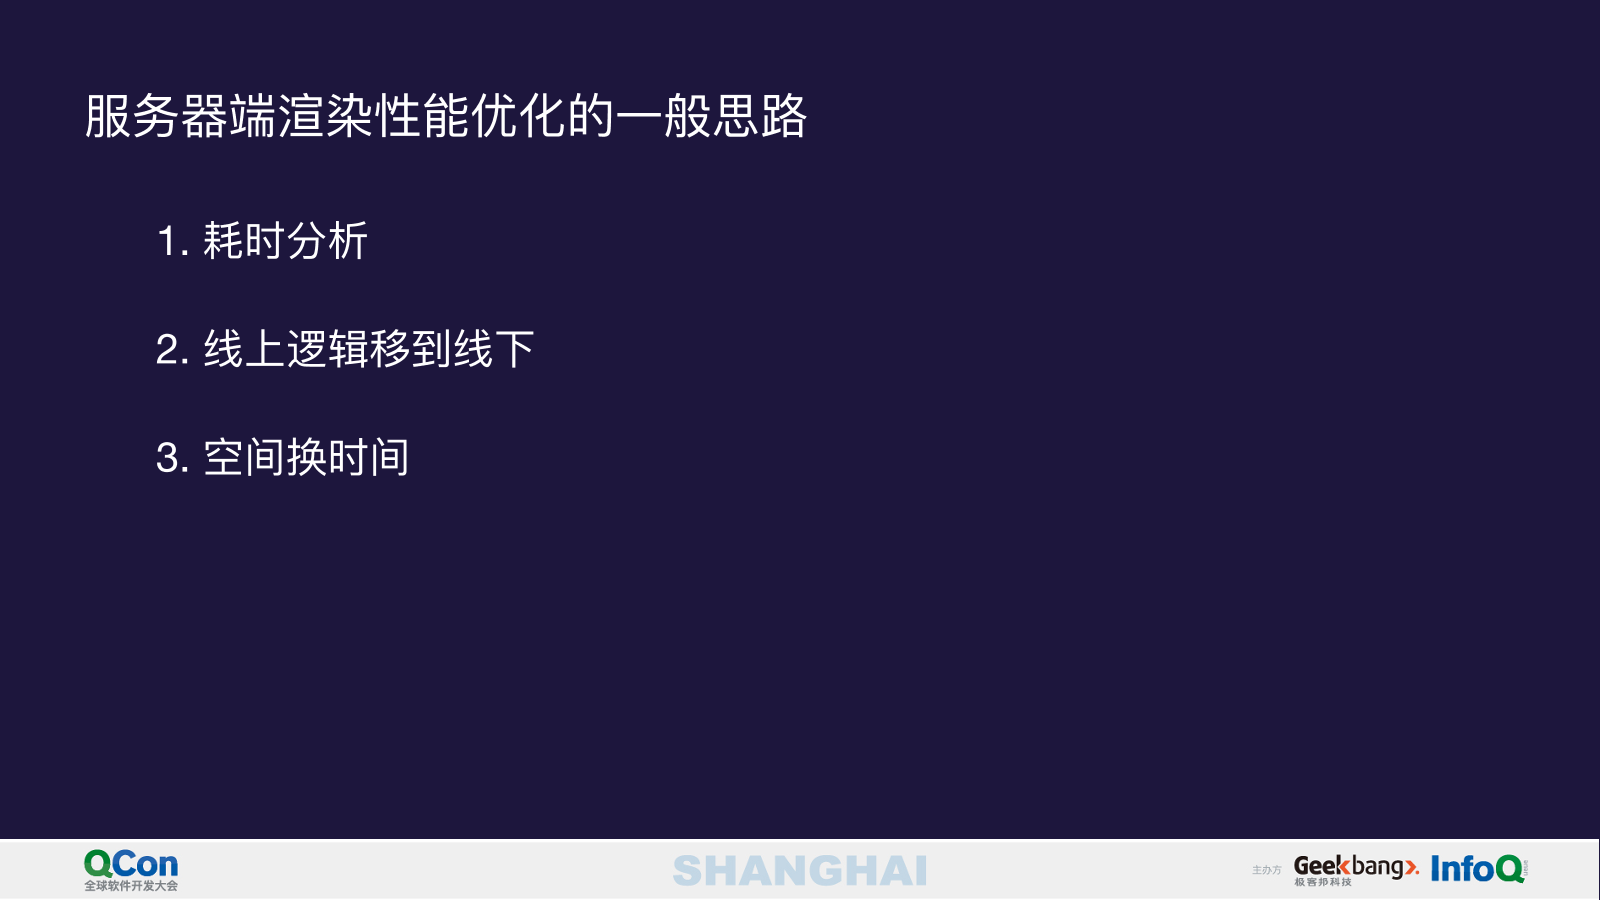 服务器端渲染性能优化的一般思路
1. 耗时分析
2. 线上逻辑移到线下
3. 空间换时间
QCon
全球软件开发大会
SHANGHAI
主办方
Geekbang>.
极客邦科技
InfoQ